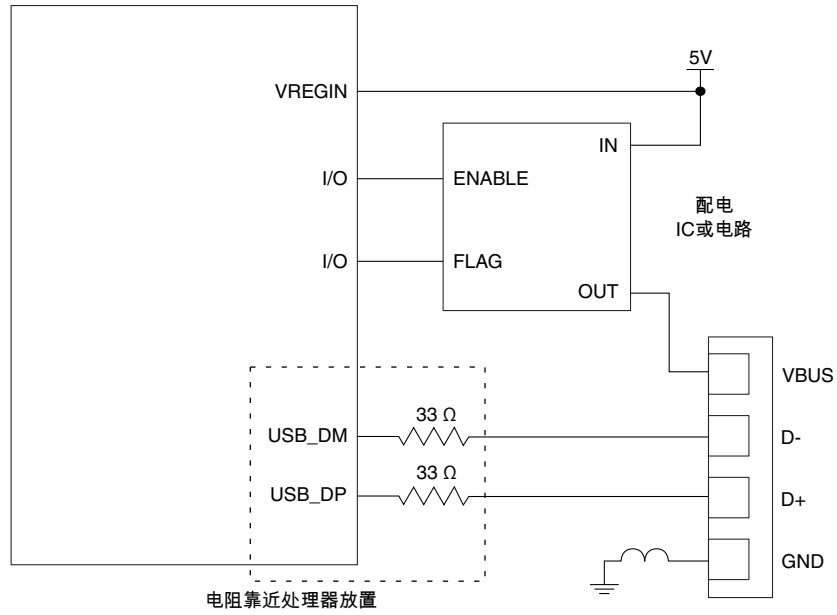 5V
VREGIN
IN
I/O
ENABLE
配电
IC或电路
I/O
FLAG
OUT
VBUS
33 Ω
USB_DM
D-
33 Ω
USB_DP
D+
GND
电阻靠近处理器放置